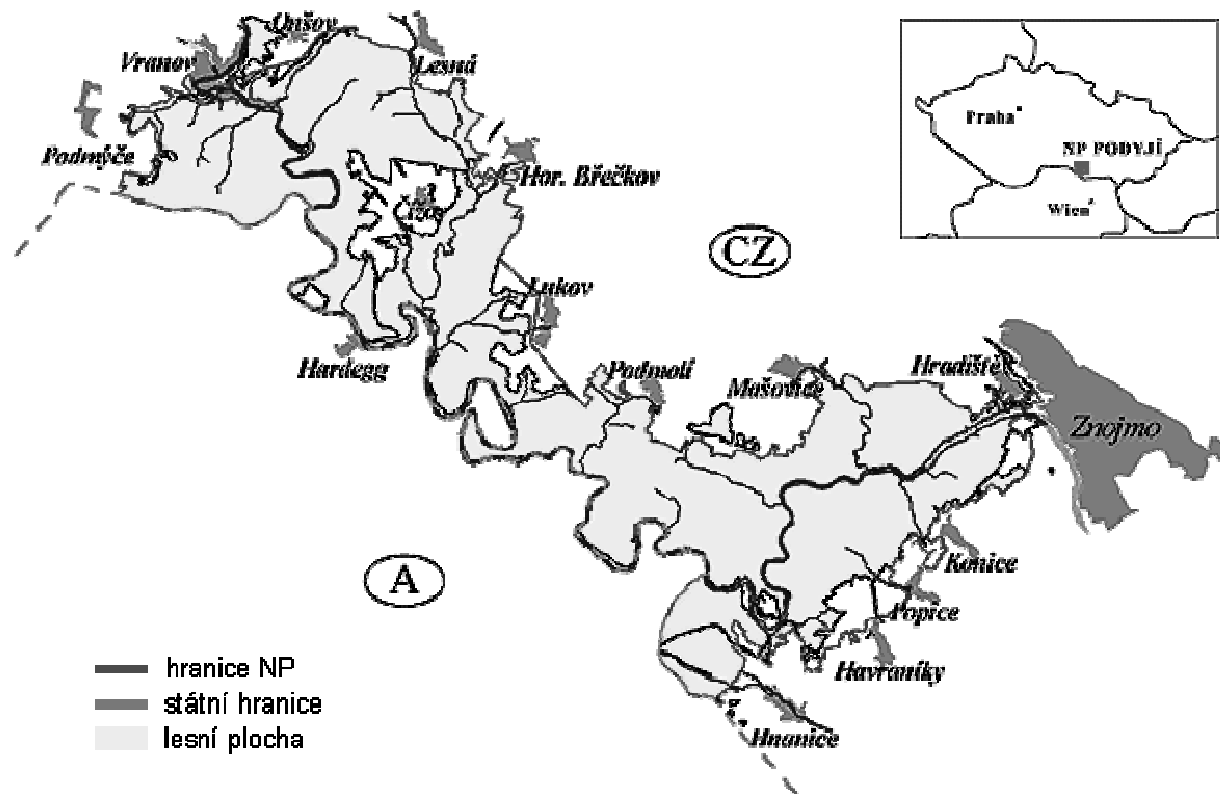 Onšov
Vranov
Lesná
Podmýče
Hor. Břečkov
Čížov
Lukov
Hardegg
Podmolí
Mašovice
Hradiště
Znojmo
Konice
Popice
Havraníky
Hnanice
CZ
A
Praha
NP PODYJÍ
Wien
hranice NP
státní hranice
lesní plocha